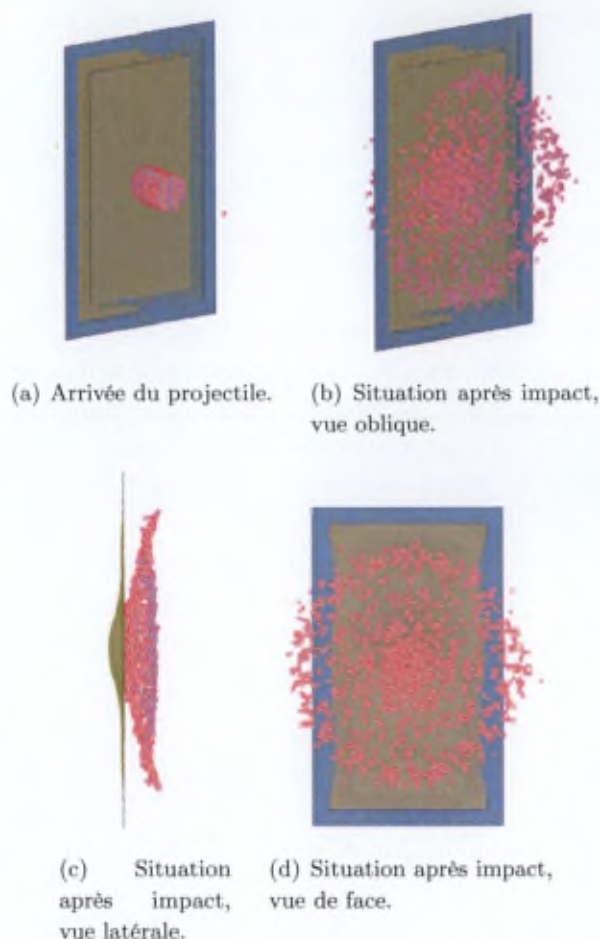 (a) Arrivée du projectile.
(b) Situation après impact,
vue oblique.
(c) Situation
après impact,
vue latérale.
(d) Situation après impact,
vue de face.